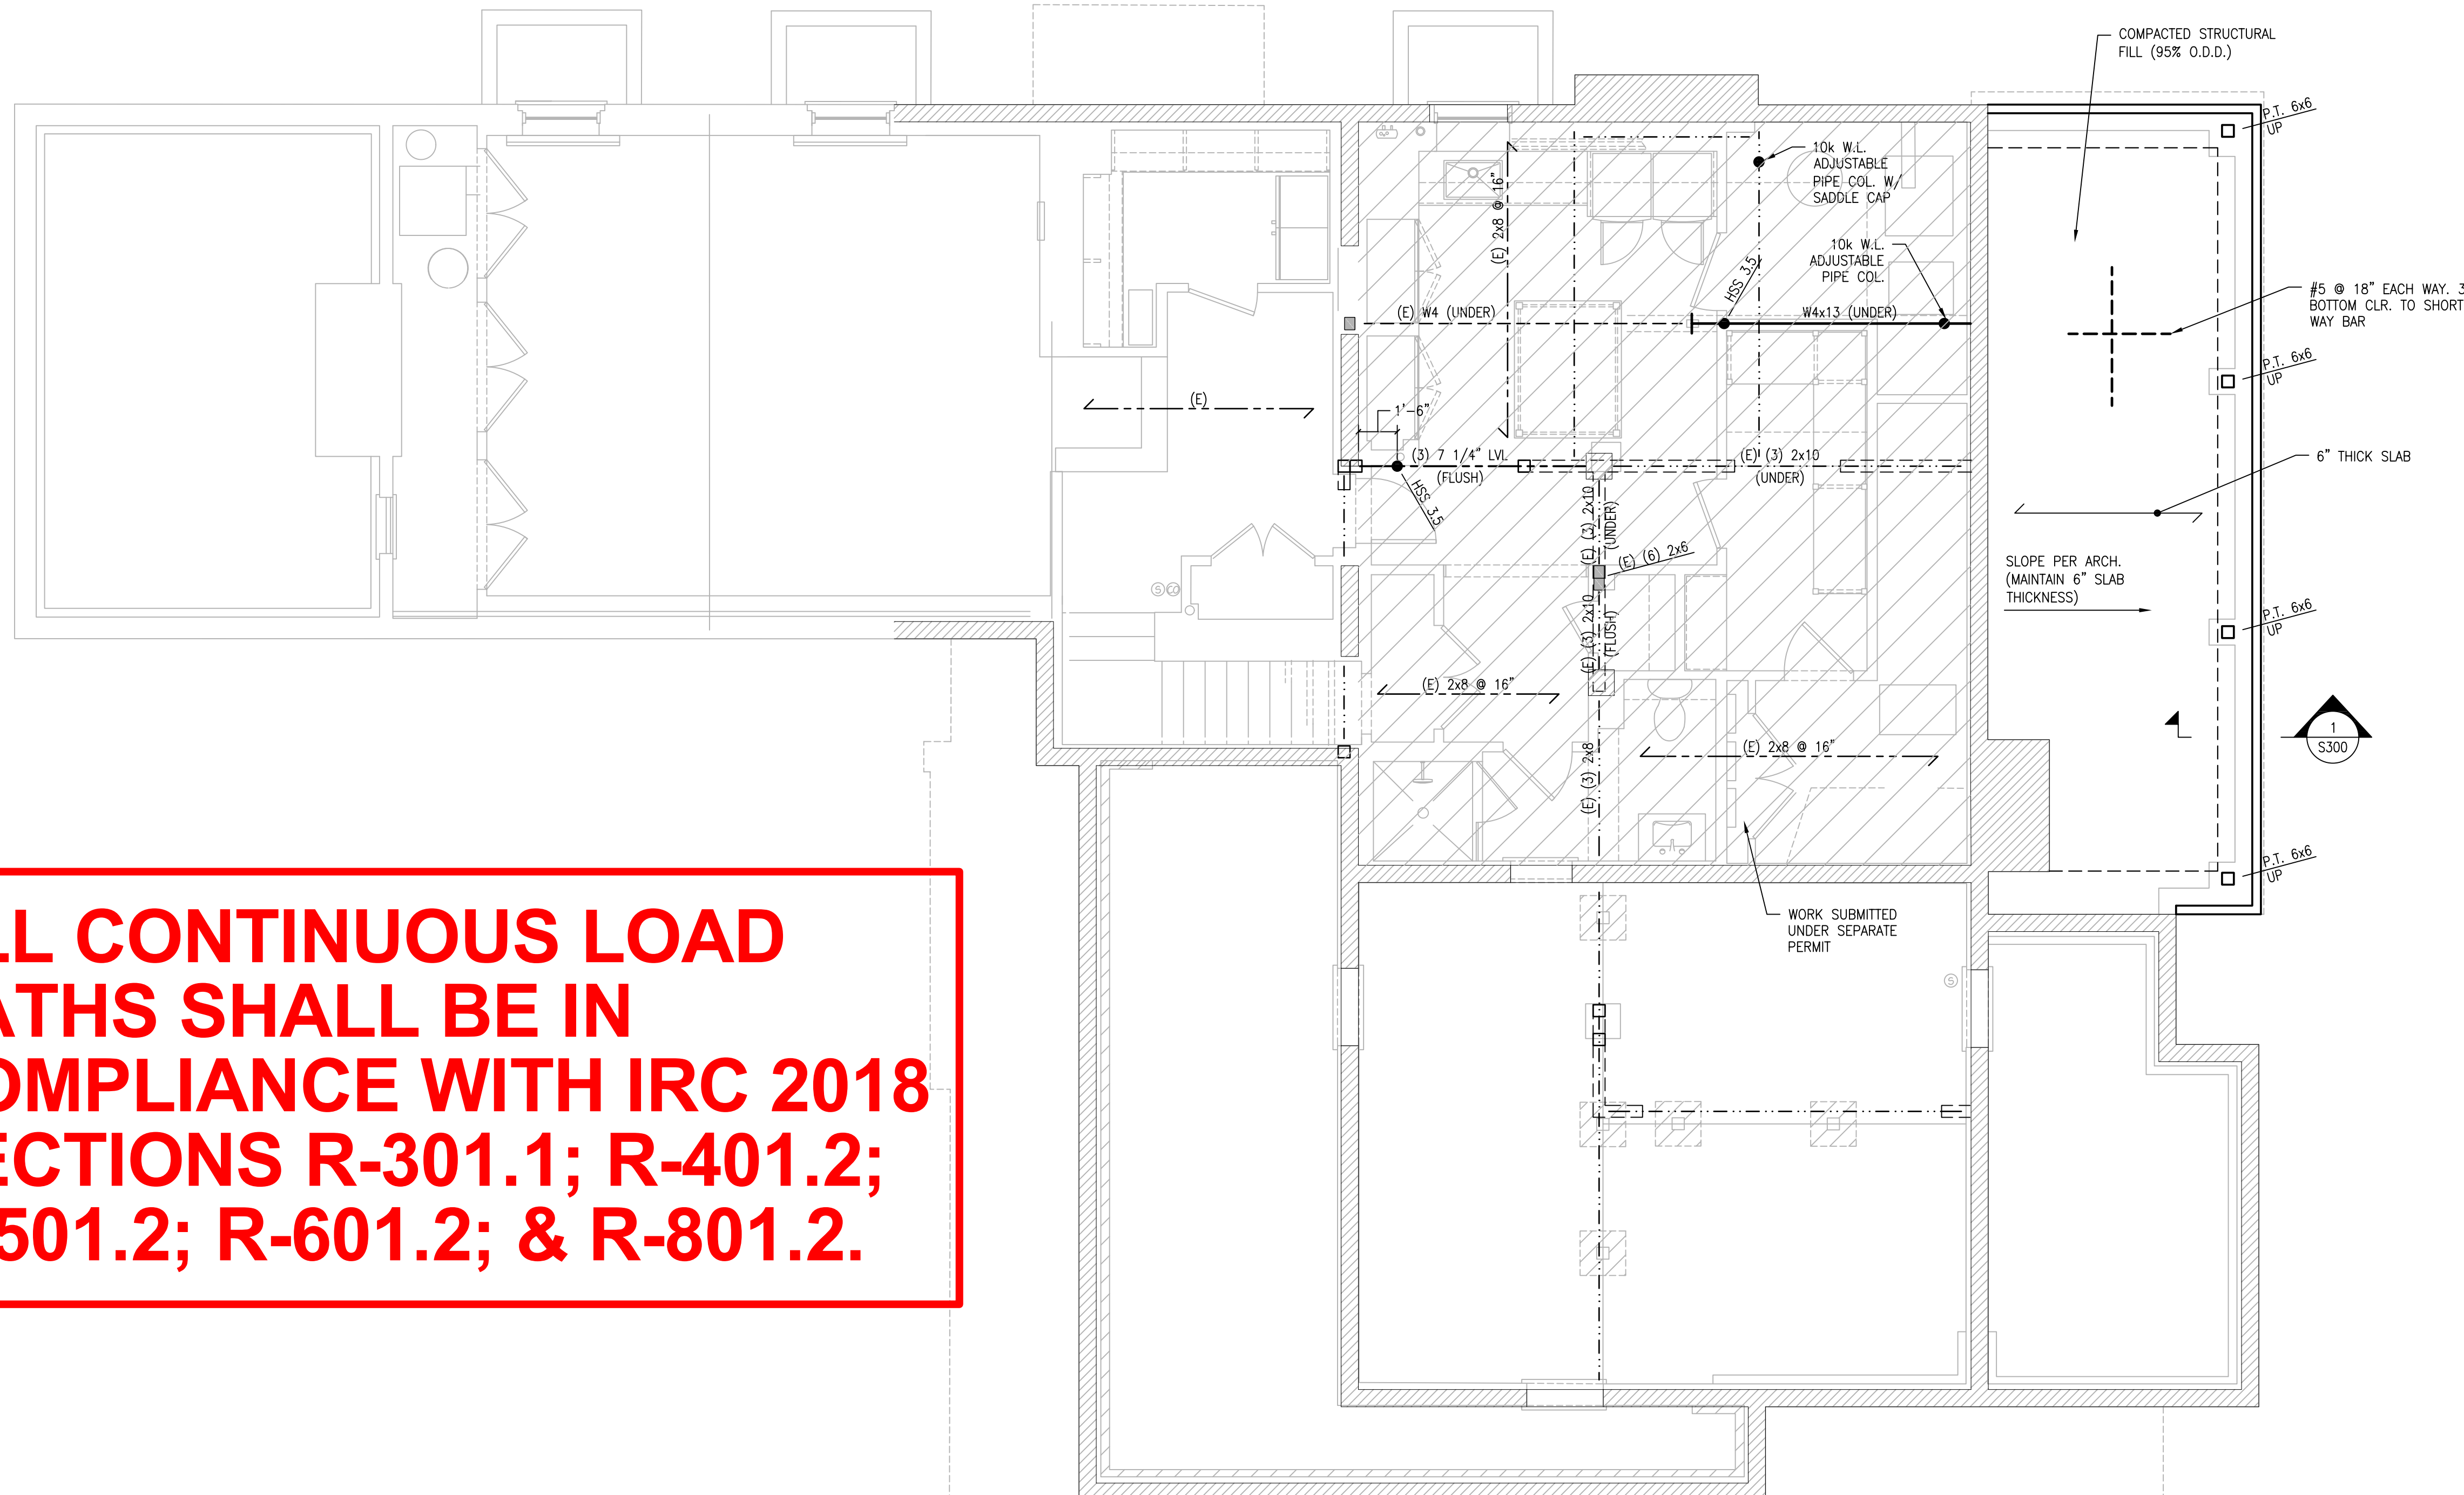 COMPACTED STRUCTURAL
FILL (95% O.D.D.)
P.T. 6x6
UP
10k W.L.
ADJUSTABLE
PIPE COL. W/
SADDLE CAP
(E) 2x8 @ 16"
10k W.L.
ADJUSTABLE
PIPE COL.
HSS 3.5
(E) W4 (UNDER)
W4x13 (UNDER)
#5 @ 18" EACH WAY. 3
BOTTOM CLR. TO SHORT
WAY BAR
P.T. 6x6
UP
(E)
1'-6"
(3) 7 1/4" LVL
(FLUSH)
(E) (3) 2x10
(UNDER)
6" THICK SLAB
HSS 3.5
(E) (3) 2x10
(UNDER)
(E) (6) 2x6
SLOPE PER ARCH.
(MAINTAIN 6" SLAB
THICKNESS)
P.T. 6x6
UP
S
CO
(E) (3) 2x10
(FLUSH)
(E) 2x8 @ 16"
(E) 2x8 @ 16"
(E) (3) 2x8
1
S300
P.T. 6x6
UP
WORK SUBMITTED
UNDER SEPARATE
PERMIT
S
LL CONTINUOUS LOAD
ATHS SHALL BE IN
OMPLIANCE WITH IRC 2018
ECTIONS R-301.1; R-401.2;
501.2; R-601.2; & R-801.2.